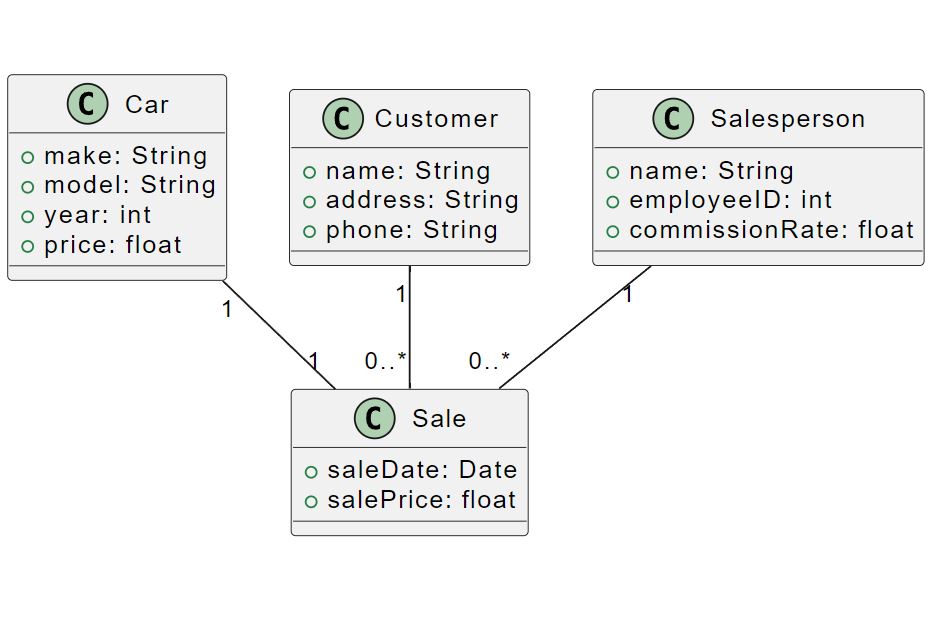 C Car
make: String
model: String
year: int
price: float
C Customer
name: String
address: String
phone: String
C Salesperson
name: String
employeeID: int
commissionRate: float
1
1
1
0..*
1
0..*
C Sale
saleDate: Date
salePrice: float